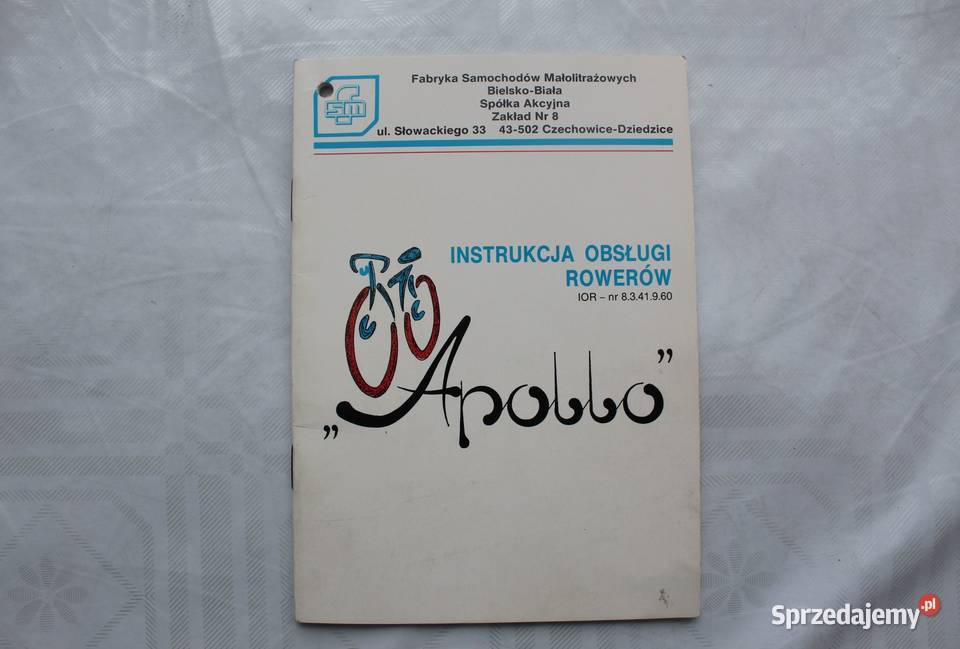 fsm
Fabryka Samochodów Małolitrażowych
Bielsko-Biała
Spółka Akcyjna
Zakład Nr 8
ul. Słowackiego 33 43-502 Czechowice-Dziedzice
INSTRUKCJA OBSŁUGI
ROWERÓW
IOR – nr 8.3.41.9.60
„Apollo”
Sprzedajemy.pl